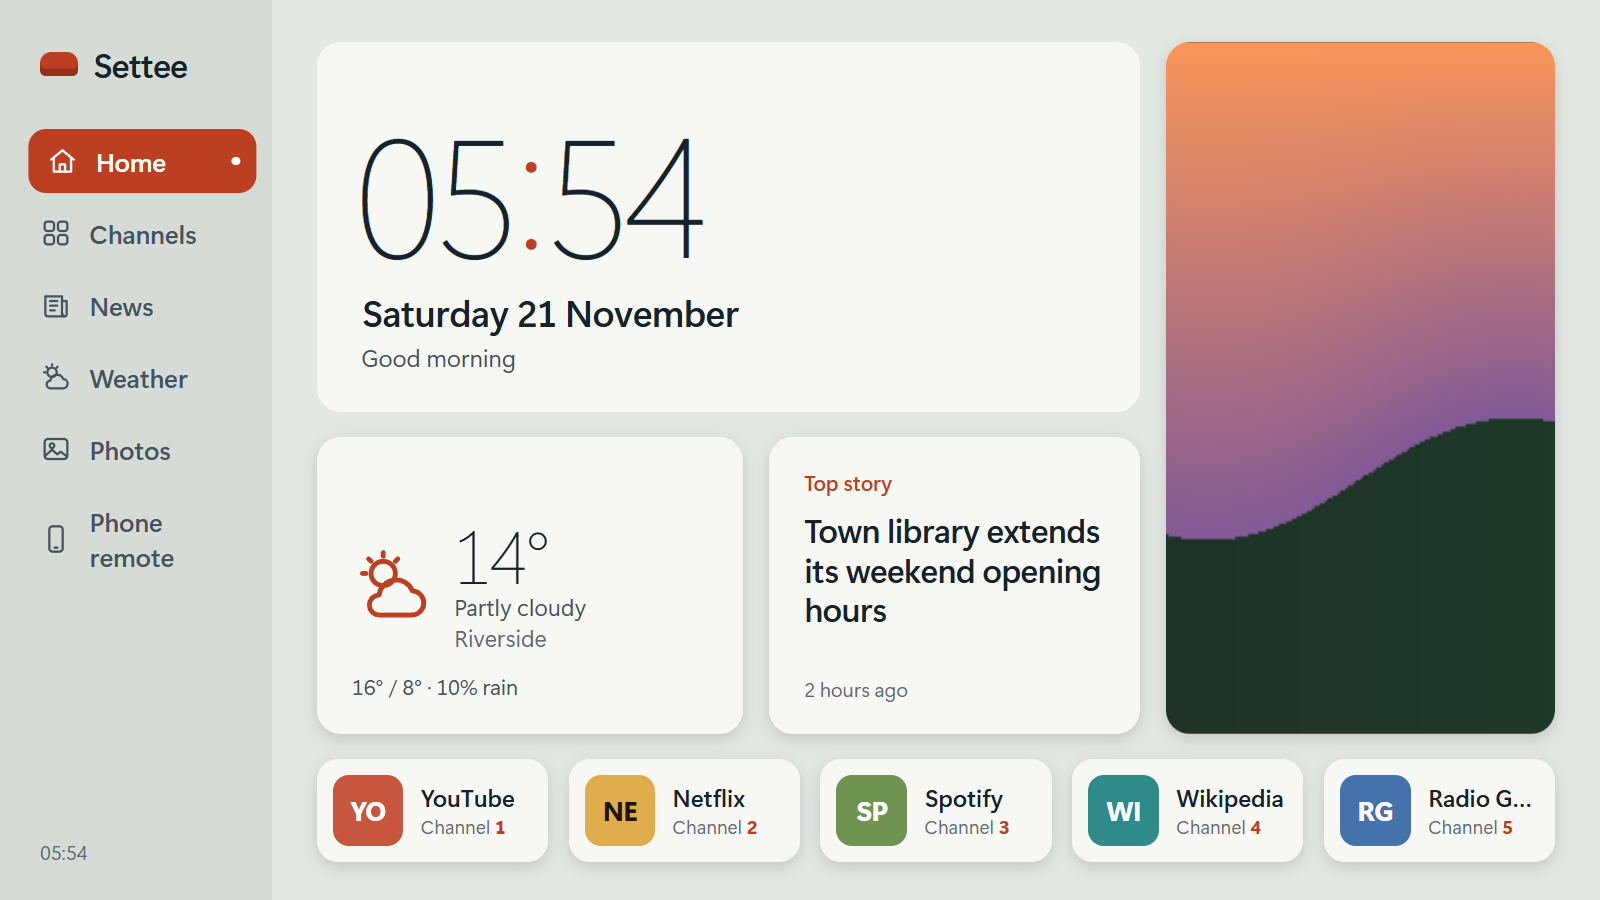 Settee
Home
Channels
News
Weather
Photos
Phone
remote
05:54
05:54
Saturday 21 November
Good morning
14°
Partly cloudy
Riverside
16° / 8° · 10% rain
Top story
Town library extends
its weekend opening
hours
2 hours ago
YO
YouTube
Channel 1
NE
Netflix
Channel 2
SP
Spotify
Channel 3
WI
Wikipedia
Channel 4
RG
Radio G...
Channel 5